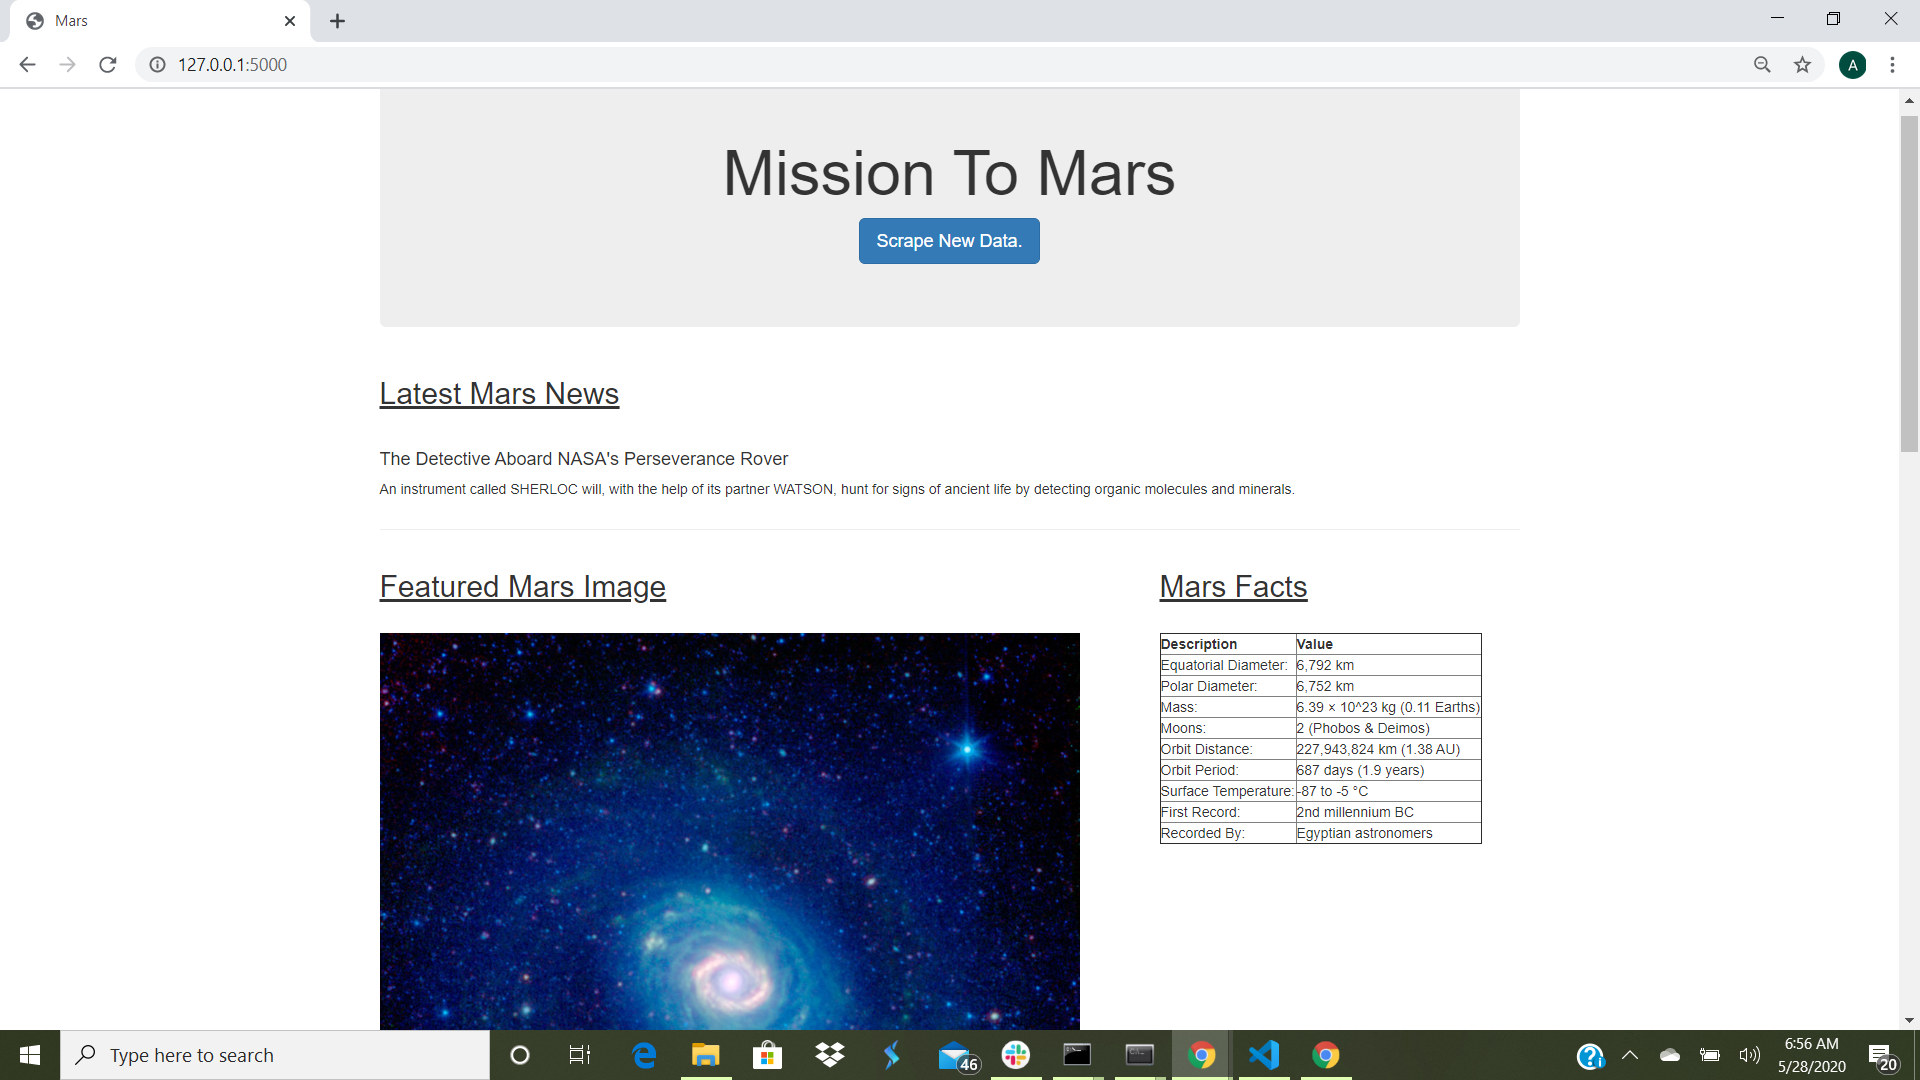 Mars
127.0.0.1:5000
A
Mission To Mars
Scrape New Data.
Latest Mars News
The Detective Aboard NASA's Perseverance Rover
An instrument called SHERLOC will, with the help of its partner WATSON, hunt for signs of ancient life by detecting organic molecules and minerals.
Featured Mars Image
Mars Facts
Description Value
Equatorial Diameter: 6,792 km
Polar Diameter: 6,752 km
Mass: 6.39 × 10^23 kg (0.11 Earths)
Moons: 2 (Phobos & Deimos)
Orbit Distance: 227,943,824 km (1.38 AU)
Orbit Period: 687 days (1.9 years)
Surface Temperature: -87 to -5 °C
First Record: 2nd millennium BC
Recorded By: Egyptian astronomers
Type here to search
46
6:56 AM
5/28/2020
20